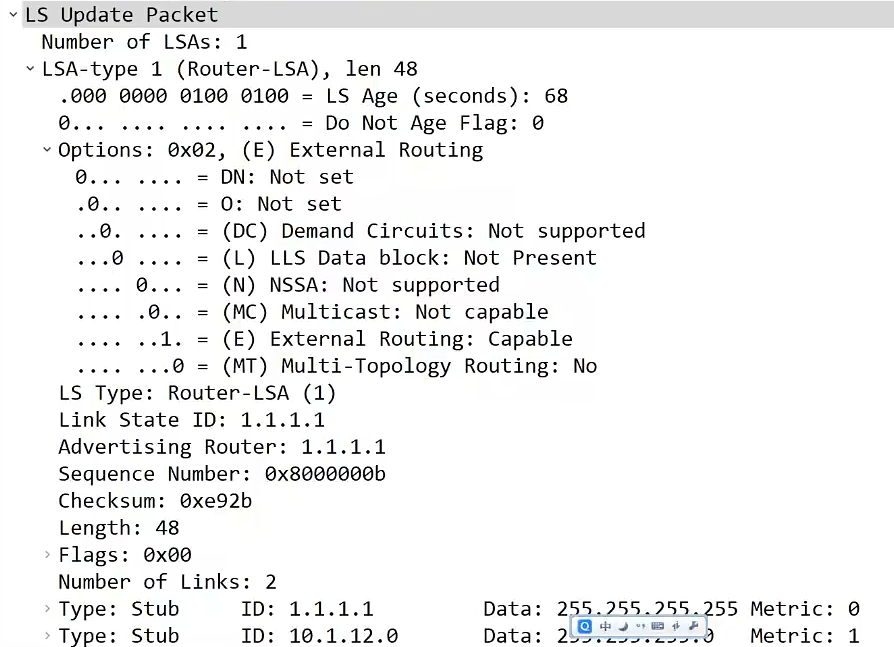 LS Update Packet
Number of LSAs: 1
LSA-type 1 (Router-LSA), len 48
.000 0000 0100 0100 = LS Age (seconds): 68
0... .... .... .... = Do Not Age Flag: 0
Options: 0x02, (E) External Routing
0... .... = DN: Not set
.0.. .... = O: Not set
..0. .... = (DC) Demand Circuits: Not supported
...0 .... = (L) LLS Data block: Not Present
.... 0... = (N) NSSA: Not supported
.... .0.. = (MC) Multicast: Not capable
.... ..1. = (E) External Routing: Capable
.... ...0 = (MT) Multi-Topology Routing: No
LS Type: Router-LSA (1)
Link State ID: 1.1.1.1
Advertising Router: 1.1.1.1
Sequence Number: 0x8000000b
Checksum: 0xe92b
Length: 48
Flags: 0x00
Number of Links: 2
Type: Stub ID: 1.1.1.1 Data: 255.255.255.255 Metric: 0
中
Type: Stub ID: 10.1.12.0 Data: Metric: 1